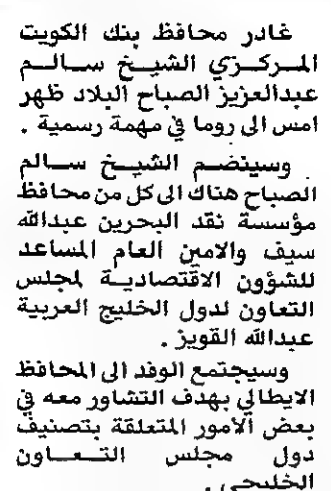 غادر محافظ بنك الكويت
المركزي الشيخ سالم
عبدالعزيز الصباح البلاد ظهر
امس الى روما في مهمة رسمية .
وسينضم الشيخ سالم
الصباح هناك الى كل من محافظ
مؤسسة نقد البحرين عبدالله
سيف والامين العام المساعد
للشؤون الاقتصادية لمجلس
التعاون لدول الخليج العربية
عبدالله القويز .
وسيجتمع الوفد الى المحافظ
الايطالي بهدف التشاور معه في
بعض الأمور المتعلقة بتصنيف
دول مجلس التعاون
الخليجي .